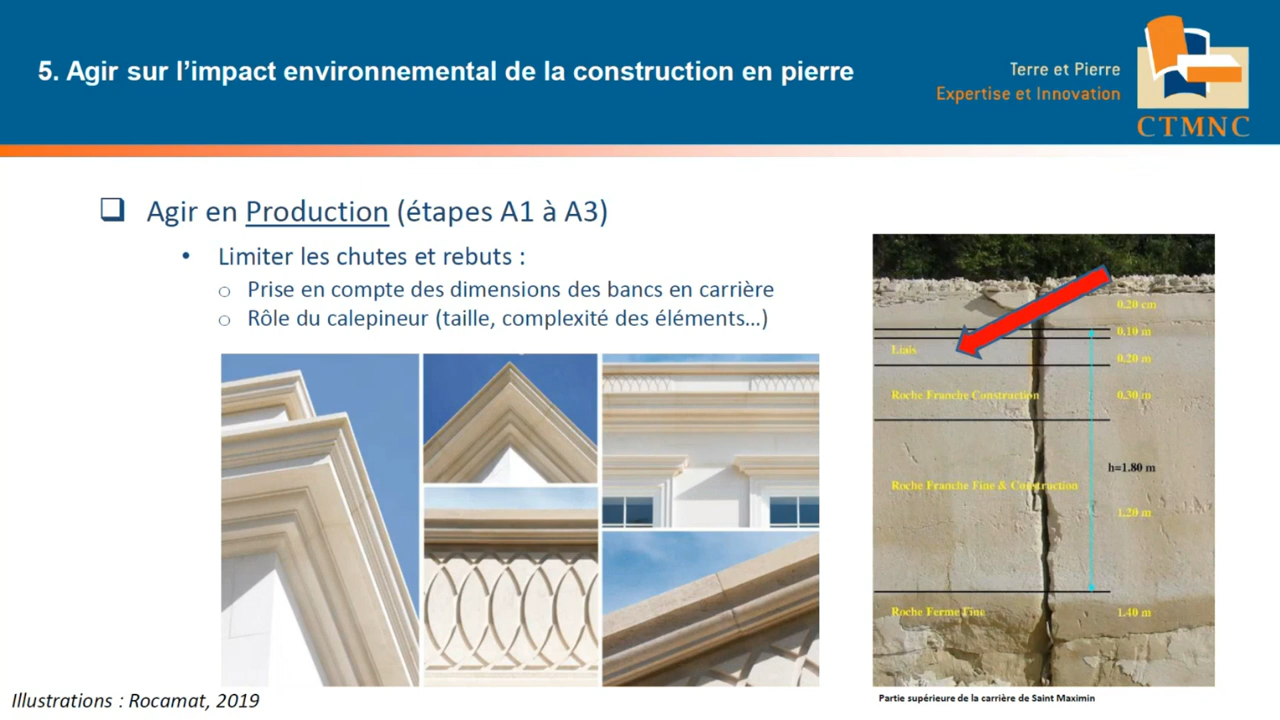 5. Agir sur l'impact environnemental de la construction en pierre
Terre et Pierre
Expertise et Innovation
CTMNC
Agir en Production (étapes A1 à A3)
• Limiter les chutes et rebuts :
o Prise en compte des dimensions des bancs en carrière
o Rôle du calepineur (taille, complexité des éléments...)
0.20 cm
0.10 m
Liais
0.20 m
Roche Franche Construction
0.30 m
h=1.80 m
Roche Franche Fine & Construction
1.20 m
Roche Ferme Fine
1.40 m
Illustrations : Rocamat, 2019
Partie supérieure de la carrière de Saint Maximin